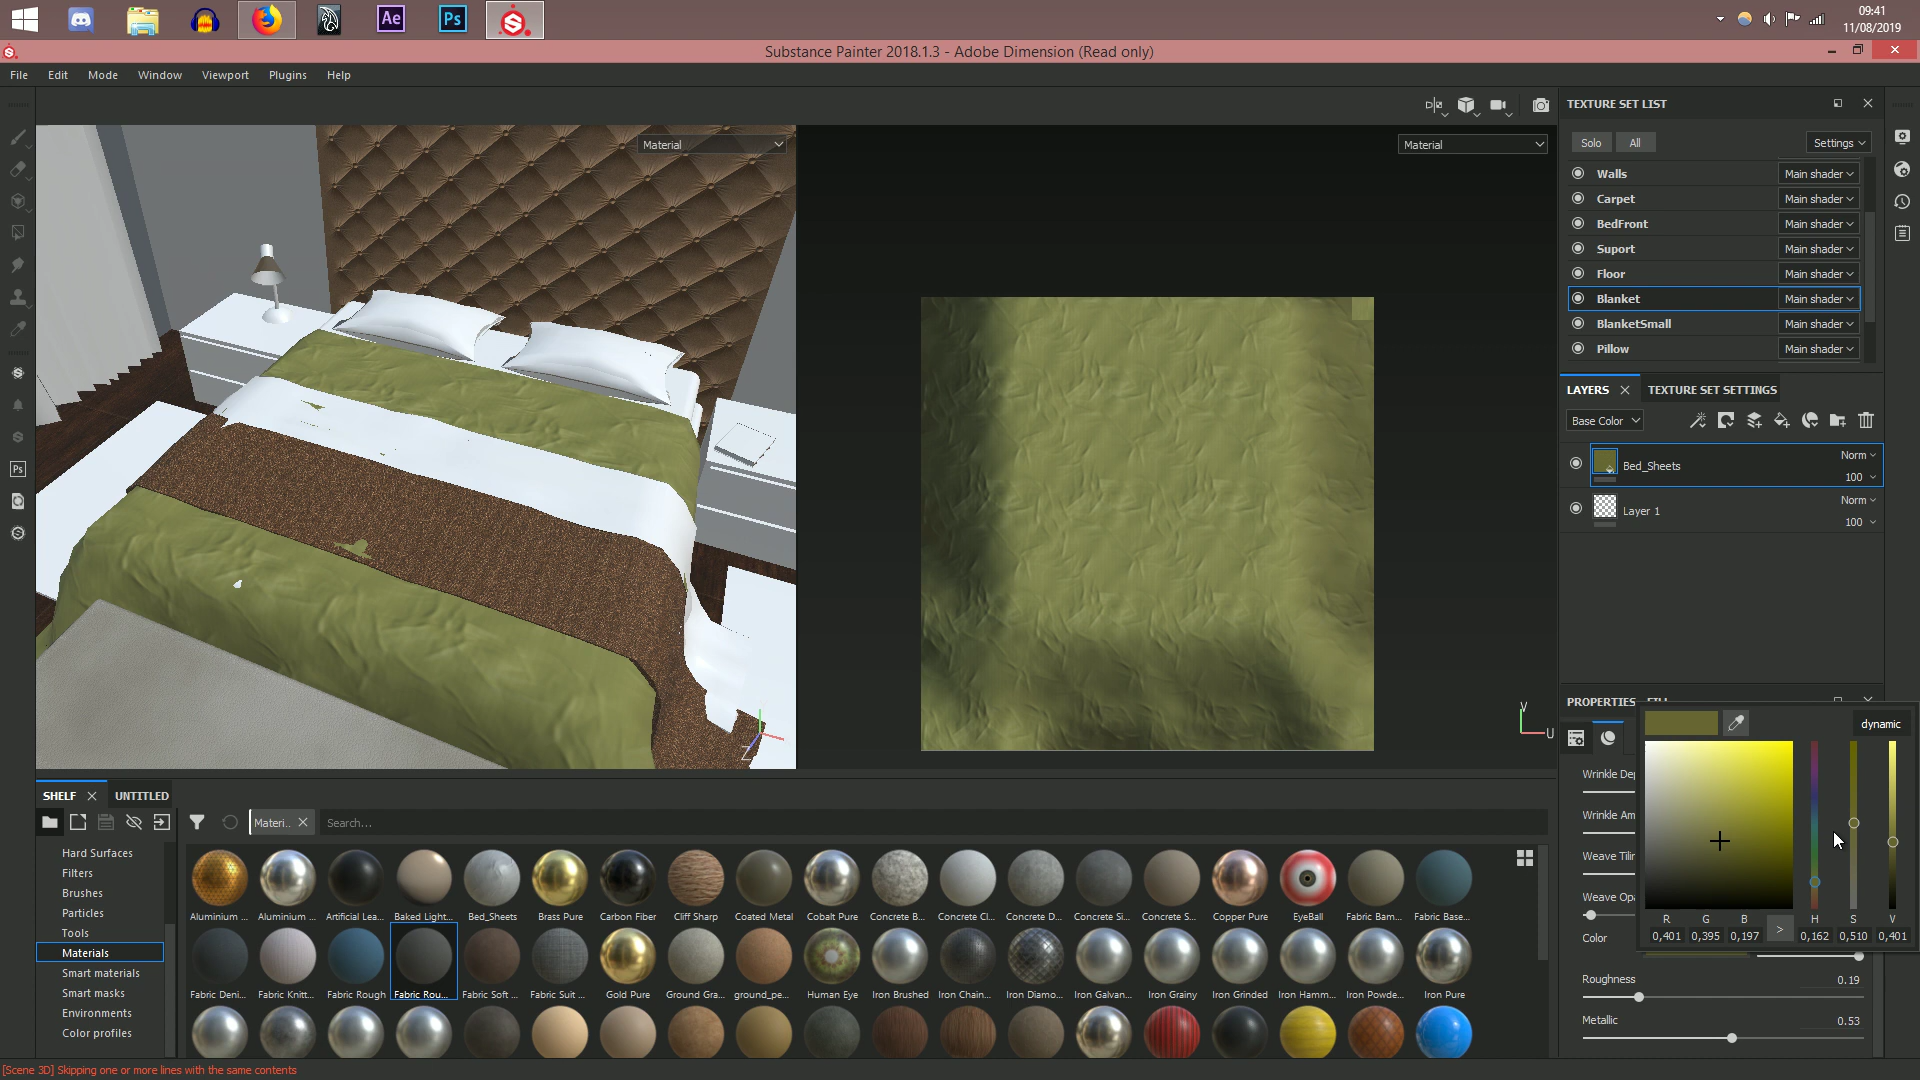 Ae
Ps
09:41
11/08/2019
Substance Painter 2018.1.3 - Adobe Dimension (Read only)
File Edit Mode Window Viewport Plugins Help
Material
Material
TEXTURE SET LIST
Solo All Settings
Walls Main shader
Carpet Main shader
BedFront Main shader
Suport Main shader
Floor Main shader
Blanket Main shader
BlanketSmall Main shader
Pillow Main shader
LAYERS TEXTURE SET SETTINGS
Base Color
Bed_Sheets Norm
100
Layer 1 Norm
100
Ps
V
U
Z
PROPERTIES
dynamic
Wrinkle De
Wrinkle Am
Weave Tilin
Weave Opa
R G B > H S V
0,401 0,395 0,197 0,162 0,510 0,401
Color
Roughness 0.19
Metallic 0.53
SHELF UNTITLED
Materi.. Search...
Hard Surfaces
Filters
Brushes
Particles
Tools
Materials
Smart materials
Smart masks
Environments
Color profiles
Aluminium ... Aluminium ... Artificial Lea... Baked Light... Bed_Sheets Brass Pure Carbon Fiber Cliff Sharp Coated Metal Cobalt Pure Concrete B... Concrete Cl... Concrete D... Concrete Si... Concrete S... Copper Pure EyeBall Fabric Bam... Fabric Base...
Fabric Deni... Fabric Knitt... Fabric Rough Fabric Rou... Fabric Soft ... Fabric Suit ... Gold Pure Ground Gra... ground_pe... Human Eye Iron Brushed Iron Chain... Iron Diamo... Iron Galvan... Iron Grainy Iron Grinded Iron Hamm... Iron Powde... Iron Pure
[Scene 3D] Skipping one or more lines with the same contents